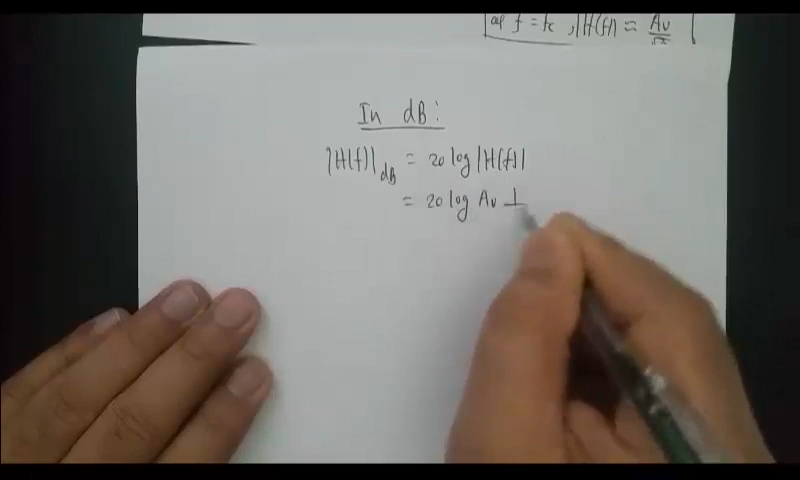 at f = fc, |H(f)| ≈ Av/√2
In dB:
|H(f)|dB = 20 log |H(f)|
= 20 log Av 1